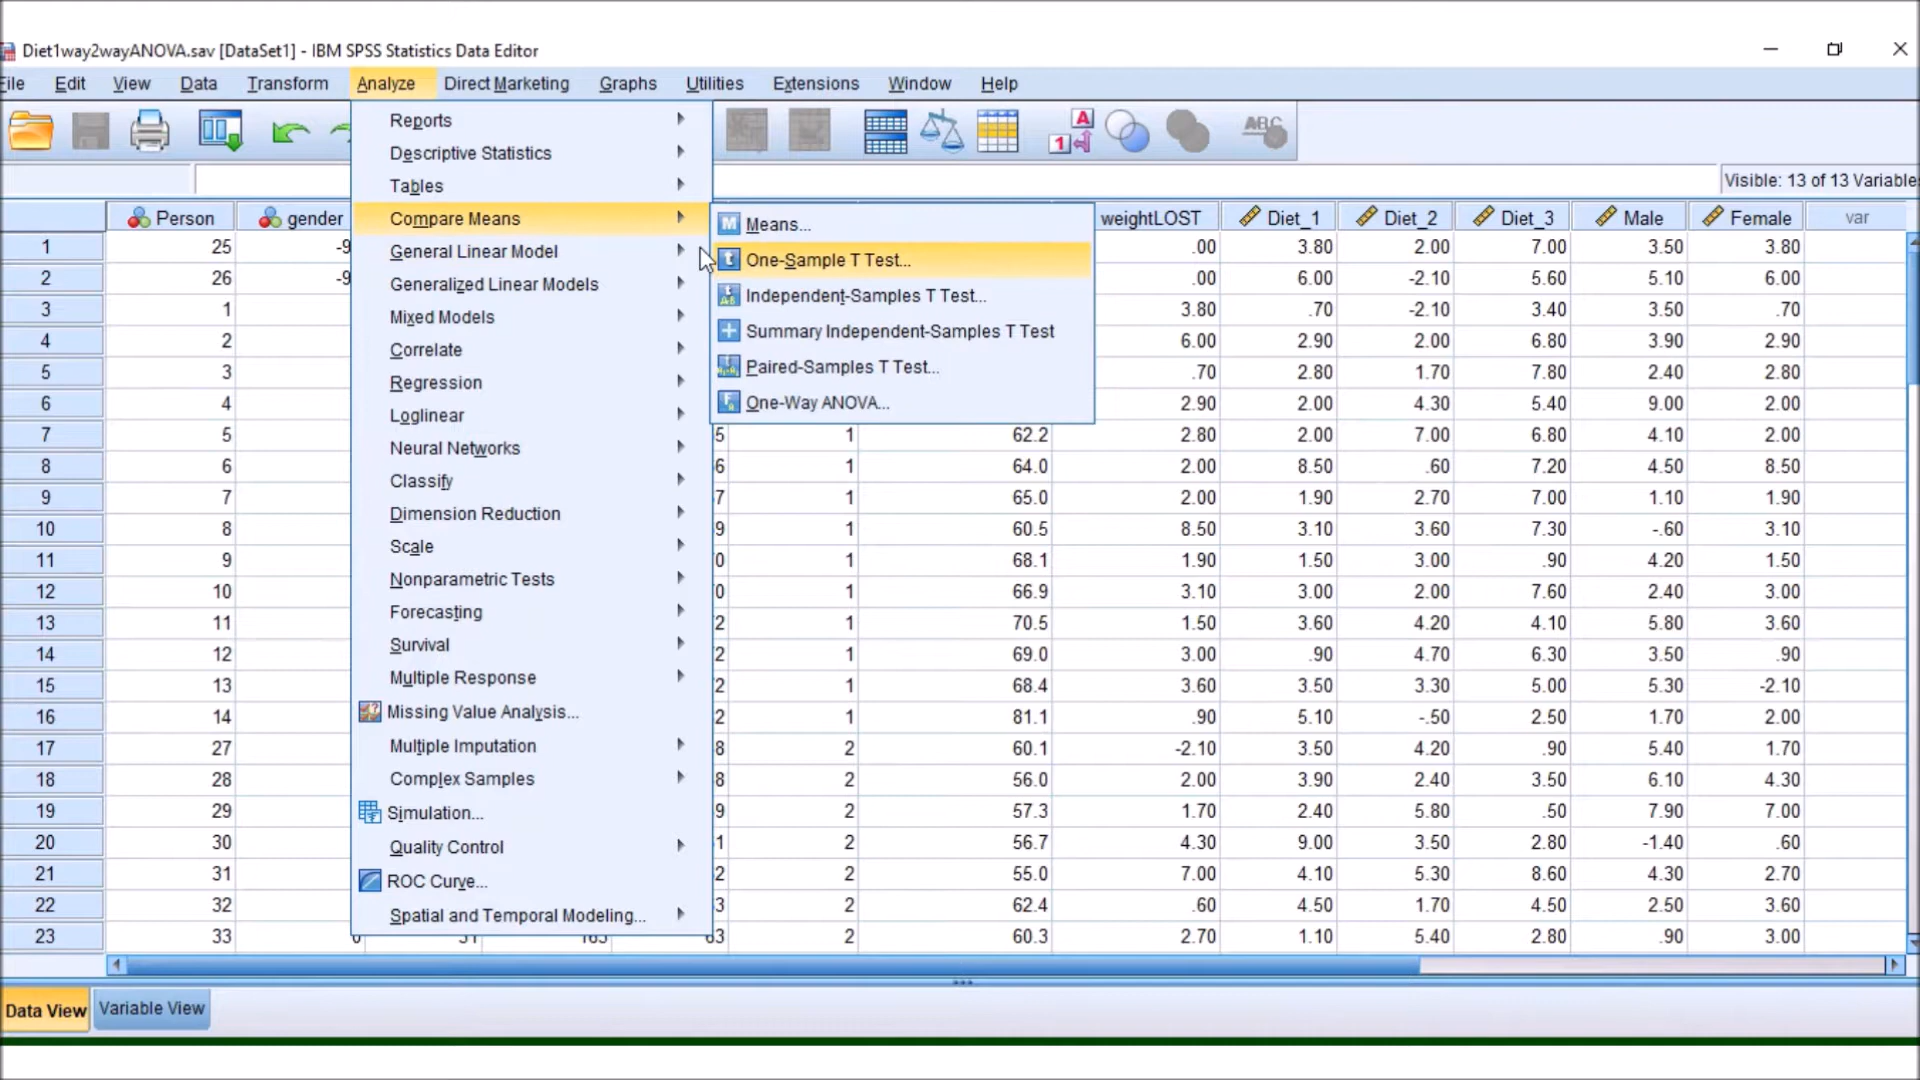 Diet1way2wayANOVA.sav [DataSet1] - IBM SPSS Statistics Data Editor
File Edit View Data Transform Analyze Direct Marketing Graphs Utilities Extensions Window Help
ABC
A
1
Visible: 13 of 13 Variable
Person gender weightLOST Diet_1 Diet_2 Diet_3 Male Female var
Reports
Descriptive Statistics
Tables
Compare Means
General Linear Model
Generalized Linear Models
Mixed Models
Correlate
Regression
Loglinear
Neural Networks
Classify
Dimension Reduction
Scale
Nonparametric Tests
Forecasting
Survival
Multiple Response
Missing Value Analysis...
Multiple Imputation
Complex Samples
Simulation...
Quality Control
ROC Curve...
Spatial and Temporal Modeling...
Means...
One-Sample T Test...
Independent-Samples T Test...
Summary Independent-Samples T Test
Paired-Samples T Test...
One-Way ANOVA...
1 25 -9 .00 3.80 2.00 7.00 3.50 3.80
2 26 -9 .00 6.00 -2.10 5.60 5.10 6.00
3 1 3.80 .70 -2.10 3.40 3.50 .70
4 2 6.00 2.90 2.00 6.80 3.90 2.90
5 3 .70 2.80 1.70 7.80 2.40 2.80
6 4 2.90 2.00 4.30 5.40 9.00 2.00
7 5 5 1 62.2 2.80 2.00 7.00 6.80 4.10 2.00
8 6 6 1 64.0 2.00 8.50 .60 7.20 4.50 8.50
9 7 7 1 65.0 2.00 1.90 2.70 7.00 1.10 1.90
10 8 9 1 60.5 8.50 3.10 3.60 7.30 -.60 3.10
11 9 0 1 68.1 1.90 1.50 3.00 .90 4.20 1.50
12 10 0 1 66.9 3.10 3.00 2.00 7.60 2.40 3.00
13 11 2 1 70.5 1.50 3.60 4.20 4.10 5.80 3.60
14 12 2 1 69.0 3.00 .90 4.70 6.30 3.50 .90
15 13 2 1 68.4 3.60 3.50 3.30 5.00 5.30 -2.10
16 14 2 1 81.1 .90 5.10 -.50 2.50 1.70 2.00
17 27 8 2 60.1 -2.10 3.50 4.20 .90 5.40 1.70
18 28 8 2 56.0 2.00 3.90 2.40 3.50 6.10 4.30
19 29 9 2 57.3 1.70 2.40 5.80 .50 7.90 7.00
20 30 1 2 56.7 4.30 9.00 3.50 2.80 -1.40 .60
21 31 2 2 55.0 7.00 4.10 5.30 8.60 4.30 2.70
22 32 3 2 62.4 .60 4.50 1.70 4.50 2.50 3.60
23 33 0 31 165 63 2 60.3 2.70 1.10 5.40 2.80 .90 3.00
Data View Variable View